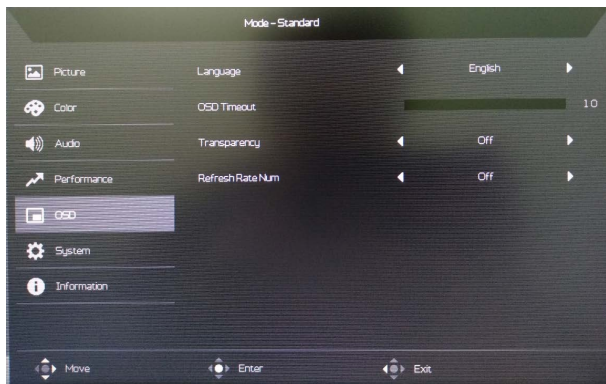 Mode - Standard
Picture
Language English
Color
OSD Timeout 10
Audio
Transparency Off
Performance
Refresh Rate Num Off
OSD
System
Information
Move Enter Exit